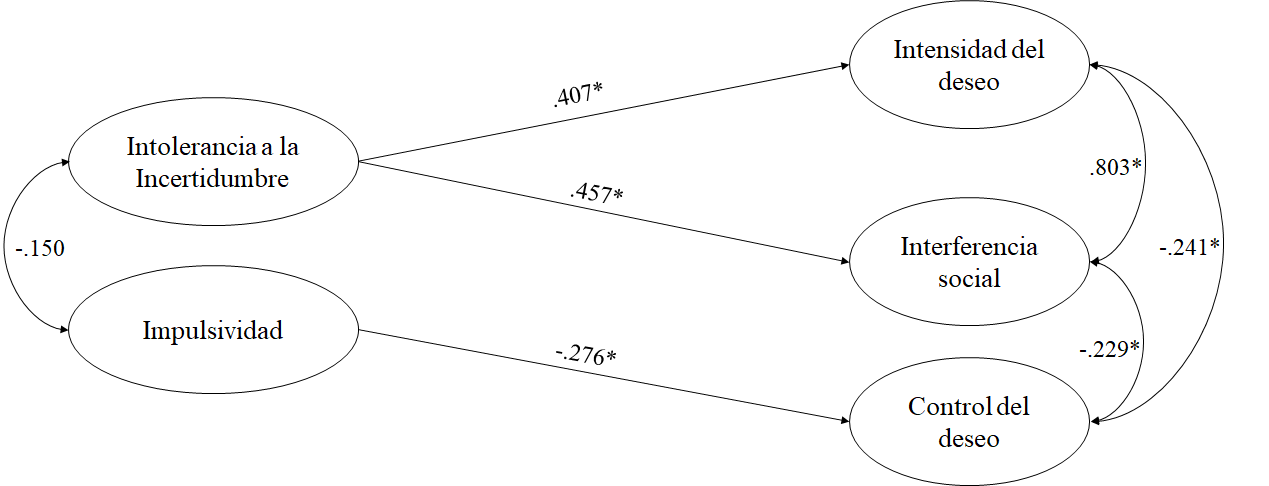 Intensidad del
deseo
.407*
Intolerancia a la
Incertidumbre
.803*
.457*
-.150
Interferencia
social
-.241*
Impulsividad
-.276*
-.229*
Control del
deseo